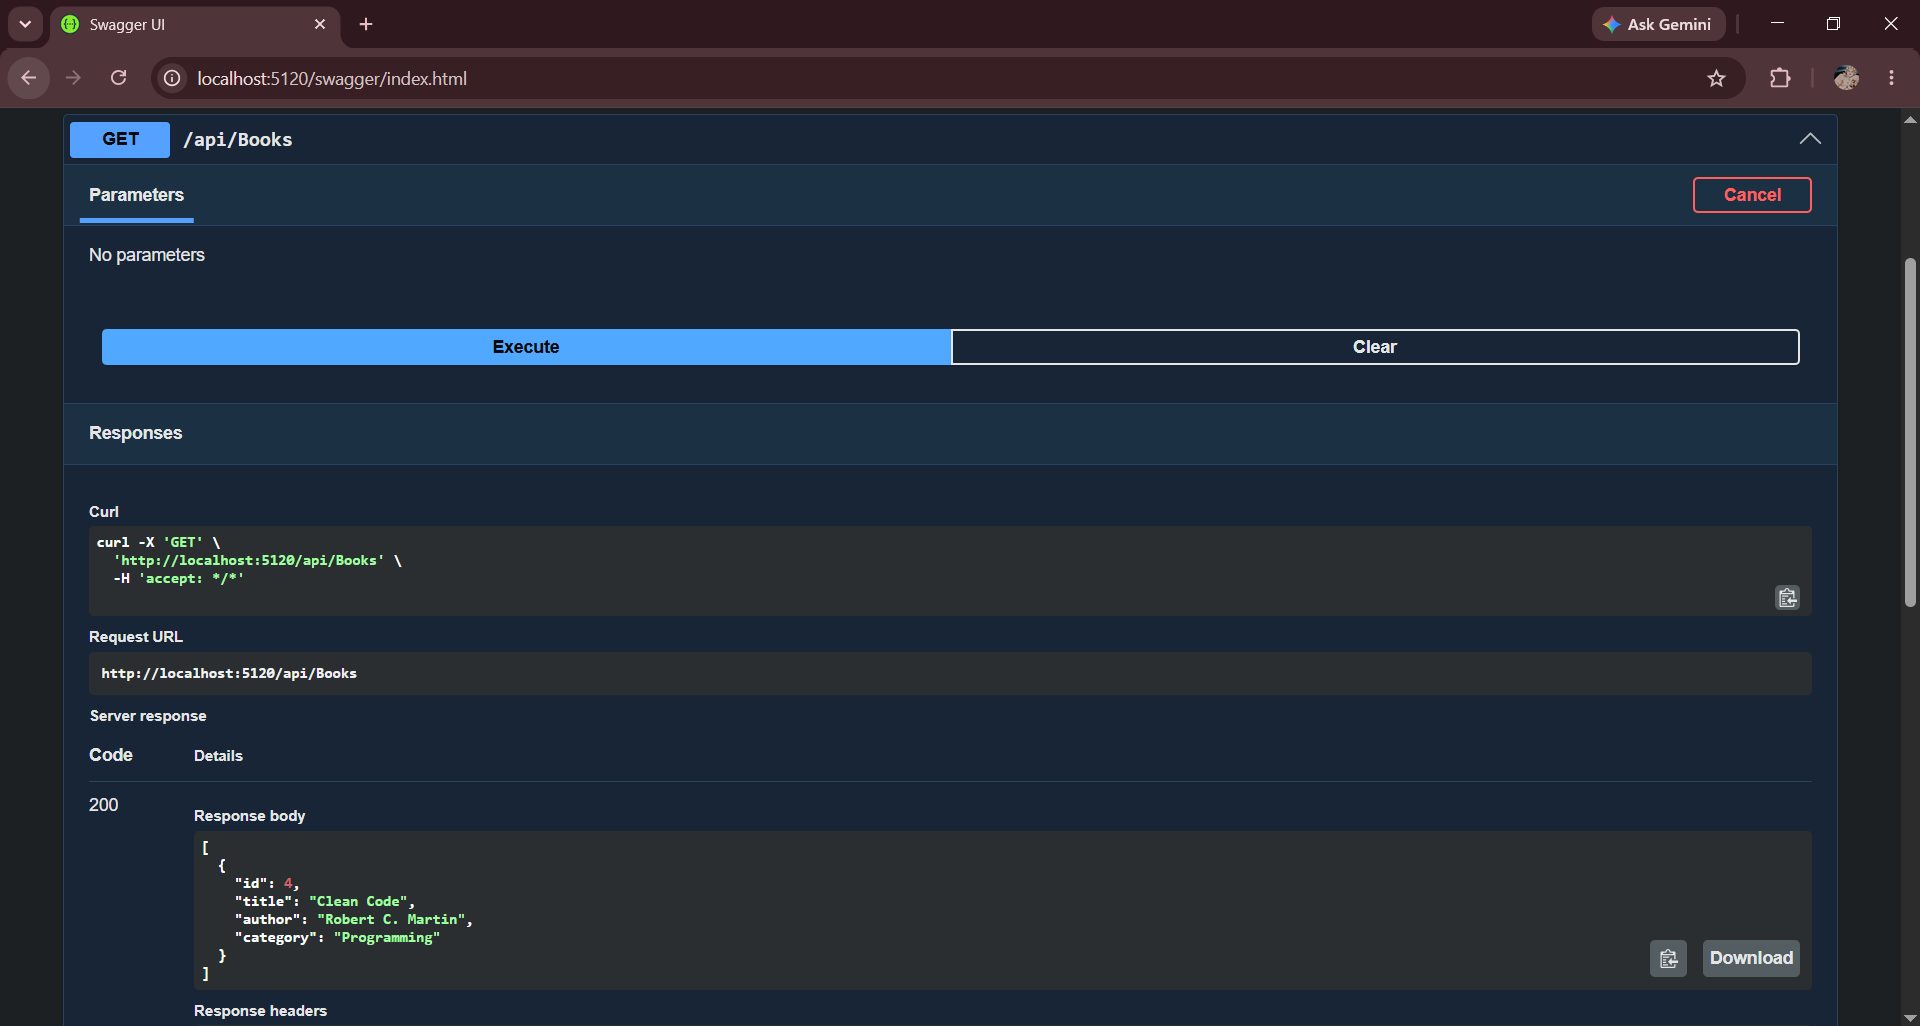 Swagger UI
Ask Gemini
localhost:5120/swagger/index.html
GET /api/Books
Parameters
Cancel
No parameters
Execute
Clear
Responses
Curl
curl -X 'GET' \
  'http://localhost:5120/api/Books' \
  -H 'accept: */*'
Request URL
http://localhost:5120/api/Books
Server response
Code Details
200
Response body
[
  {
    "id": 4,
    "title": "Clean Code",
    "author": "Robert C. Martin",
    "category": "Programming"
  }
]
Download
Response headers